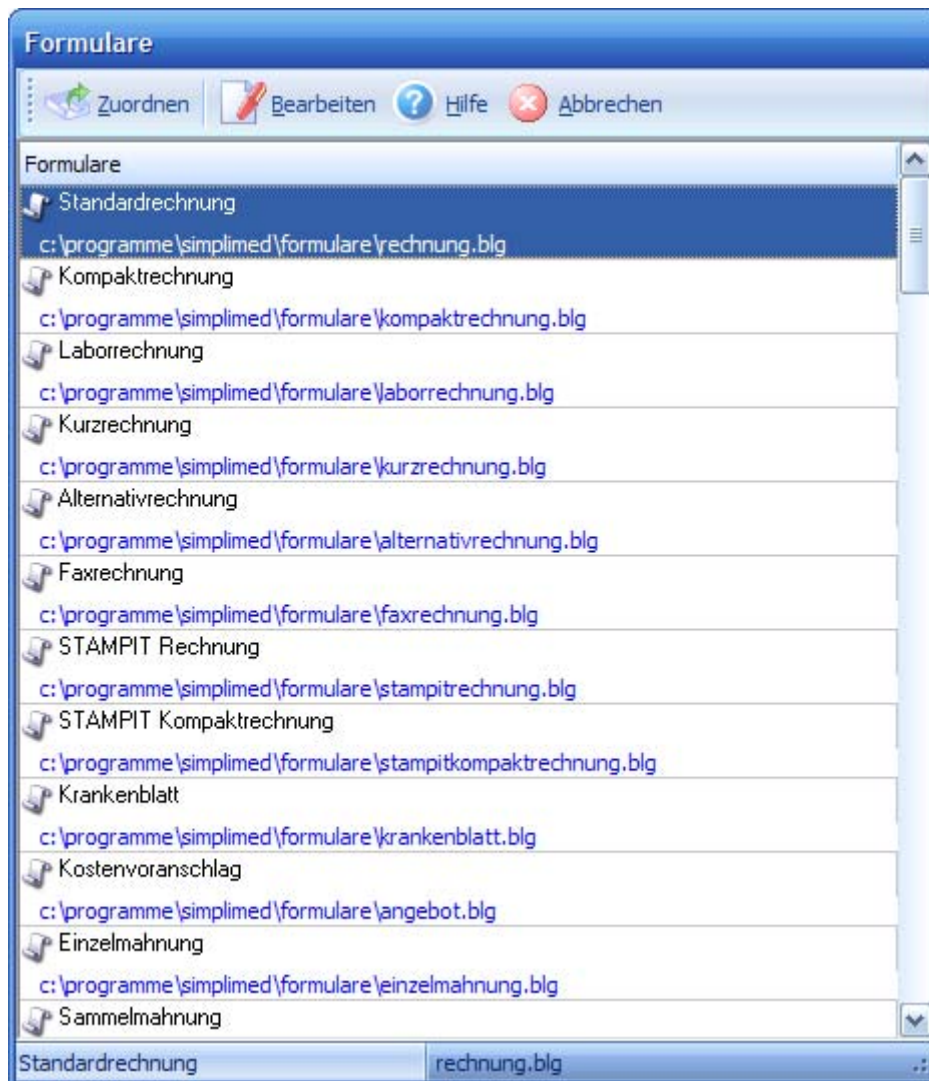 Formulare
Zuordnen Bearbeiten Hilfe Abbrechen
Formulare
Standardrechnung
c:\programme\simplimed\formulare\rechnung.blg
Kompaktrechnung
c:\programme\simplimed\formulare\kompaktrechnung.blg
Laborrechnung
c:\programme\simplimed\formulare\laborrechnung.blg
Kurzrechnung
c:\programme\simplimed\formulare\kurzrechnung.blg
Alternativrechnung
c:\programme\simplimed\formulare\alternativrechnung.blg
Faxrechnung
c:\programme\simplimed\formulare\faxrechnung.blg
STAMPIT Rechnung
c:\programme\simplimed\formulare\stampitrechnung.blg
STAMPIT Kompaktrechnung
c:\programme\simplimed\formulare\stampitkompaktrechnung.blg
Krankenblatt
c:\programme\simplimed\formulare\krankenblatt.blg
Kostenvoranschlag
c:\programme\simplimed\formulare\angebot.blg
Einzelmahnung
c:\programme\simplimed\formulare\einzelmahnung.blg
Sammelmahnung
Standardrechnung rechnung.blg